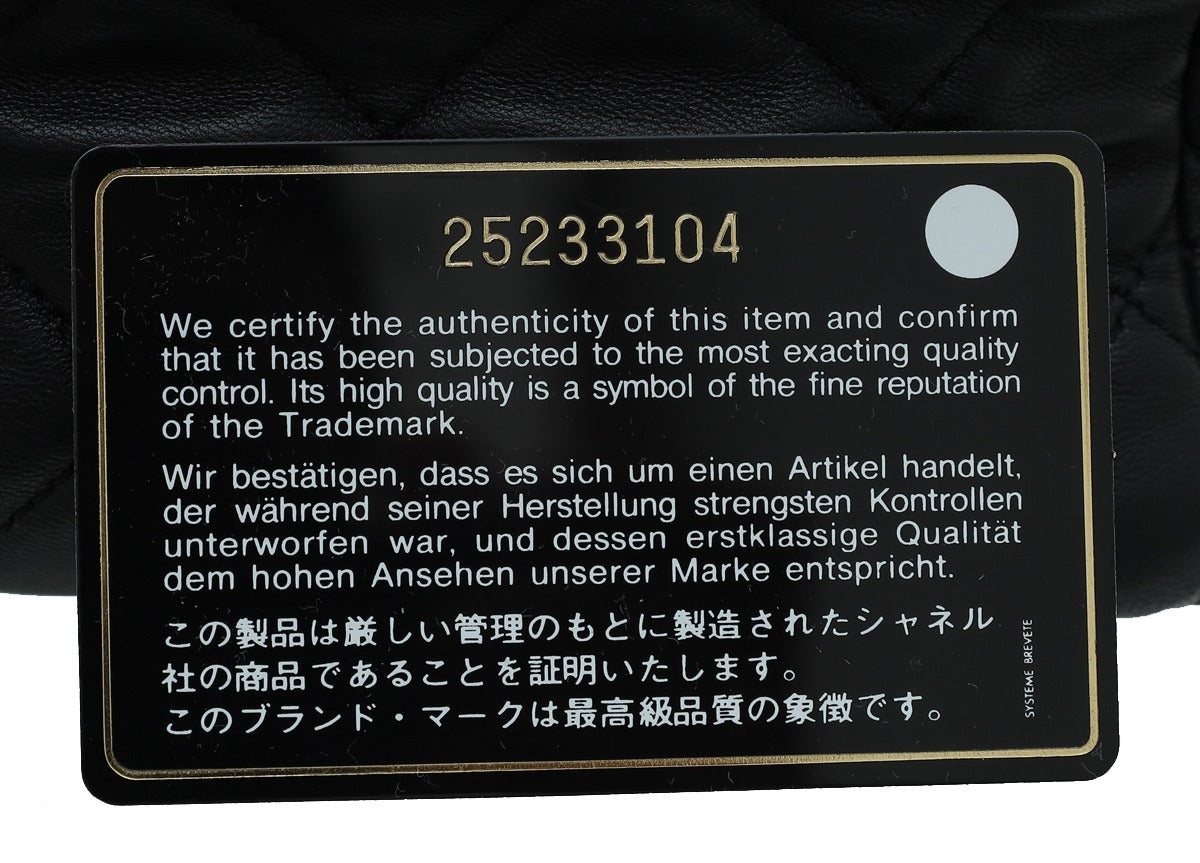 25233104
We certify the authenticity of this item and confirm
that it has been subjected to the most exacting quality
control. Its high quality is a symbol of the fine reputation
of the Trademark.
Wir bestätigen, dass es sich um einen Artikel handelt,
der während seiner Herstellung strengsten Kontrollen
unterworfen war, und dessen erstklassige Qualität
dem hohen Ansehen unserer Marke entspricht.
この製品は厳しい管理のもとに製造されたシャネル
社の商品であることを証明いたします。
このブランド・マークは最高級品質の象徴です。
SYSTEME BREVETE